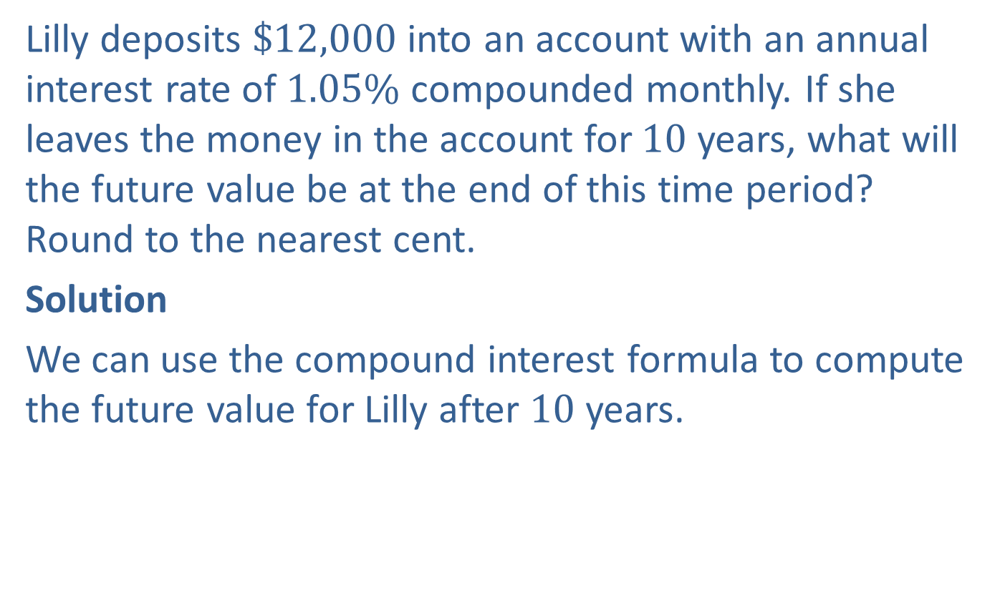 Lilly deposits $12,000 into an account with an annual
interest rate of 1.05% compounded monthly. If she
leaves the money in the account for 10 years, what will
the future value be at the end of this time period?
Round to the nearest cent.
Solution
We can use the compound interest formula to compute
the future value for Lilly after 10 years.